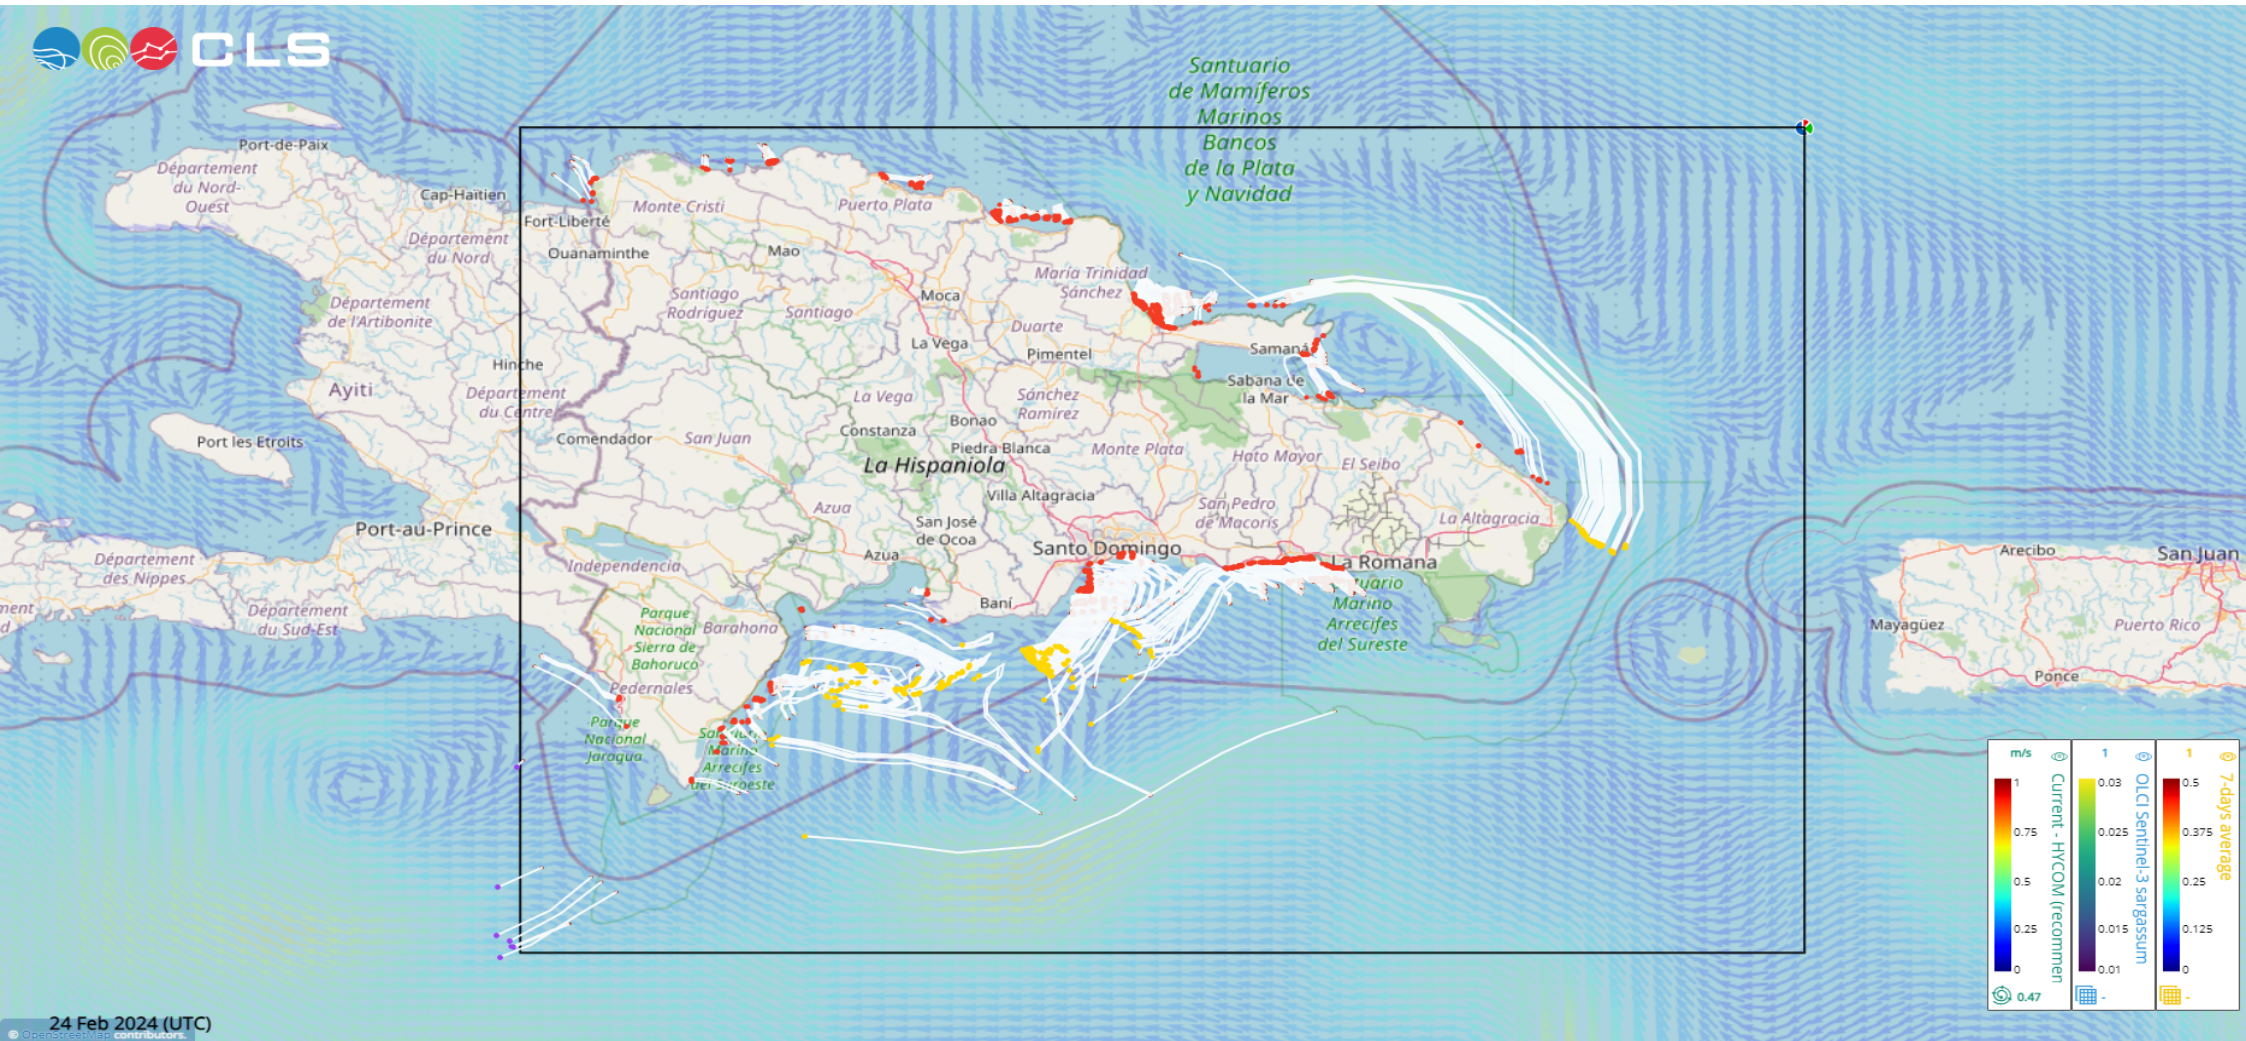 CLS
Santuario
de Mamíferos
Marinos
Bancos
de la Plata
y Navidad
Port-de-Paix
Département
du Nord-
Ouest
Cap-Haïtien
Fort-Liberté
Monte Cristi
Puerto Plata
Département
du Nord
Ouanaminthe
Mao
María Trinidad
Sánchez
Santiago
Rodríguez
Moca
Santiago
Département
de l'Artibonite
Duarte
La Vega
Pimentel
Samaná
Hinche
Ayiti
Département
du Centre
La Vega
Sánchez
Ramírez
Sabana de
la Mar
Bonao
Constanza
Comendador
San Juan
Port les Etroits
Piedra Blanca
Monte Plata
Hato Mayor
El Seibo
La Hispaniola
Villa Altagracia
San Pedro
de Macorís
La Altagracia
Azua
San José
de Ocoa
Port-au-Prince
Santo Domingo
Azua
La Romana
Département
des Nippes
Independencia
Arecibo
San Juan
tuario
Marino
Arrecifes
del Sureste
Baní
Département
du Sud-Est
Parque
Nacional
Sierra de
Bahoruco
Barahona
Mayagüez
Puerto Rico
Pedernales
Ponce
Parque
Nacional
Jaragua
Santuario
Marino
Arrecifes
del Suroeste
m/s
1
0.75
0.5
0.25
0
0.47
Current - HYCOM (recommen
1
0.03
0.025
0.02
0.015
0.01
-
OLCI Sentinel-3 sargassum
1
0.5
0.375
0.25
0.125
0
-
7-days average
24 Feb 2024 (UTC)
© OpenStreetMap contributors.